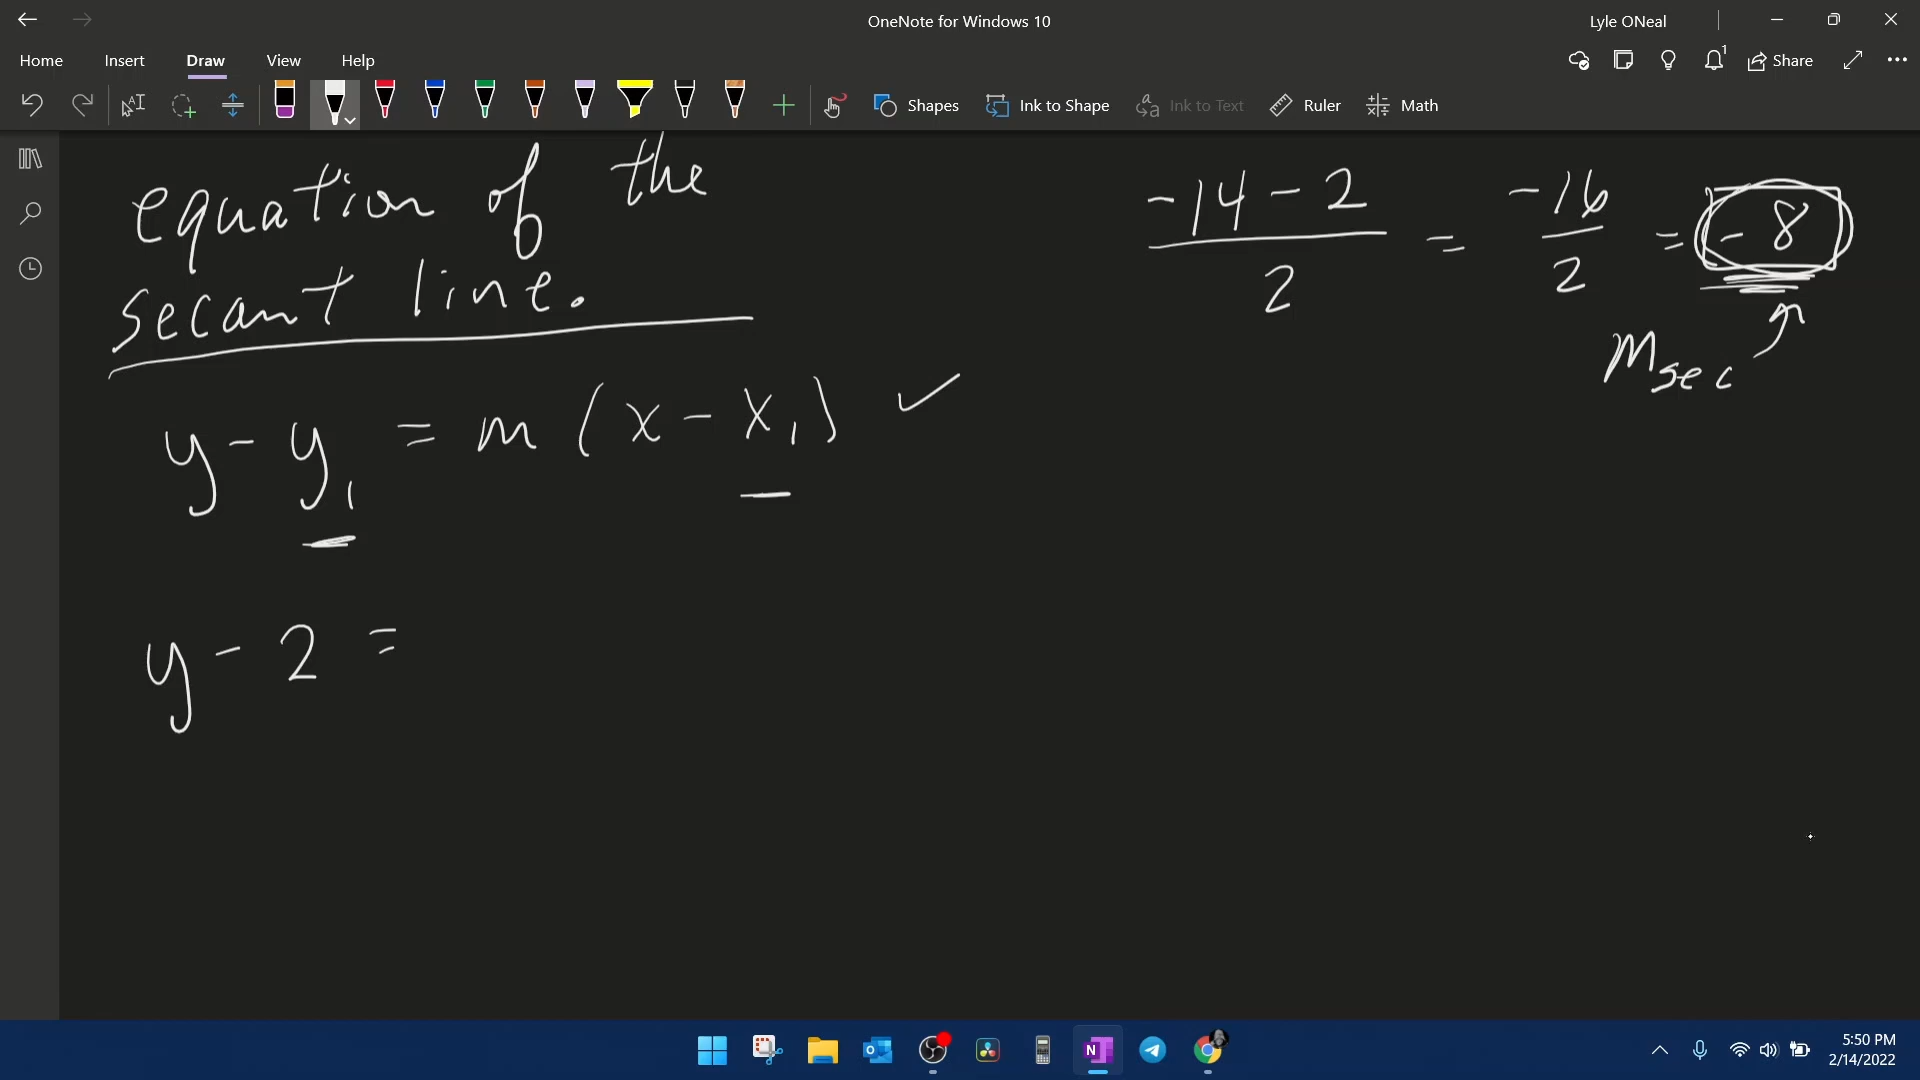 OneNote for Windows 10
Lyle ONeal
Home Insert Draw View Help
1
Share
Shapes Ink to Shape Ink to Text Ruler Math
equation of the
secant line.
-14 - 2 / 2 = -16 / 2 = -8
Msec
y - y₁ = m(x - x₁) ✓
y - 2 =
5:50 PM
2/14/2022